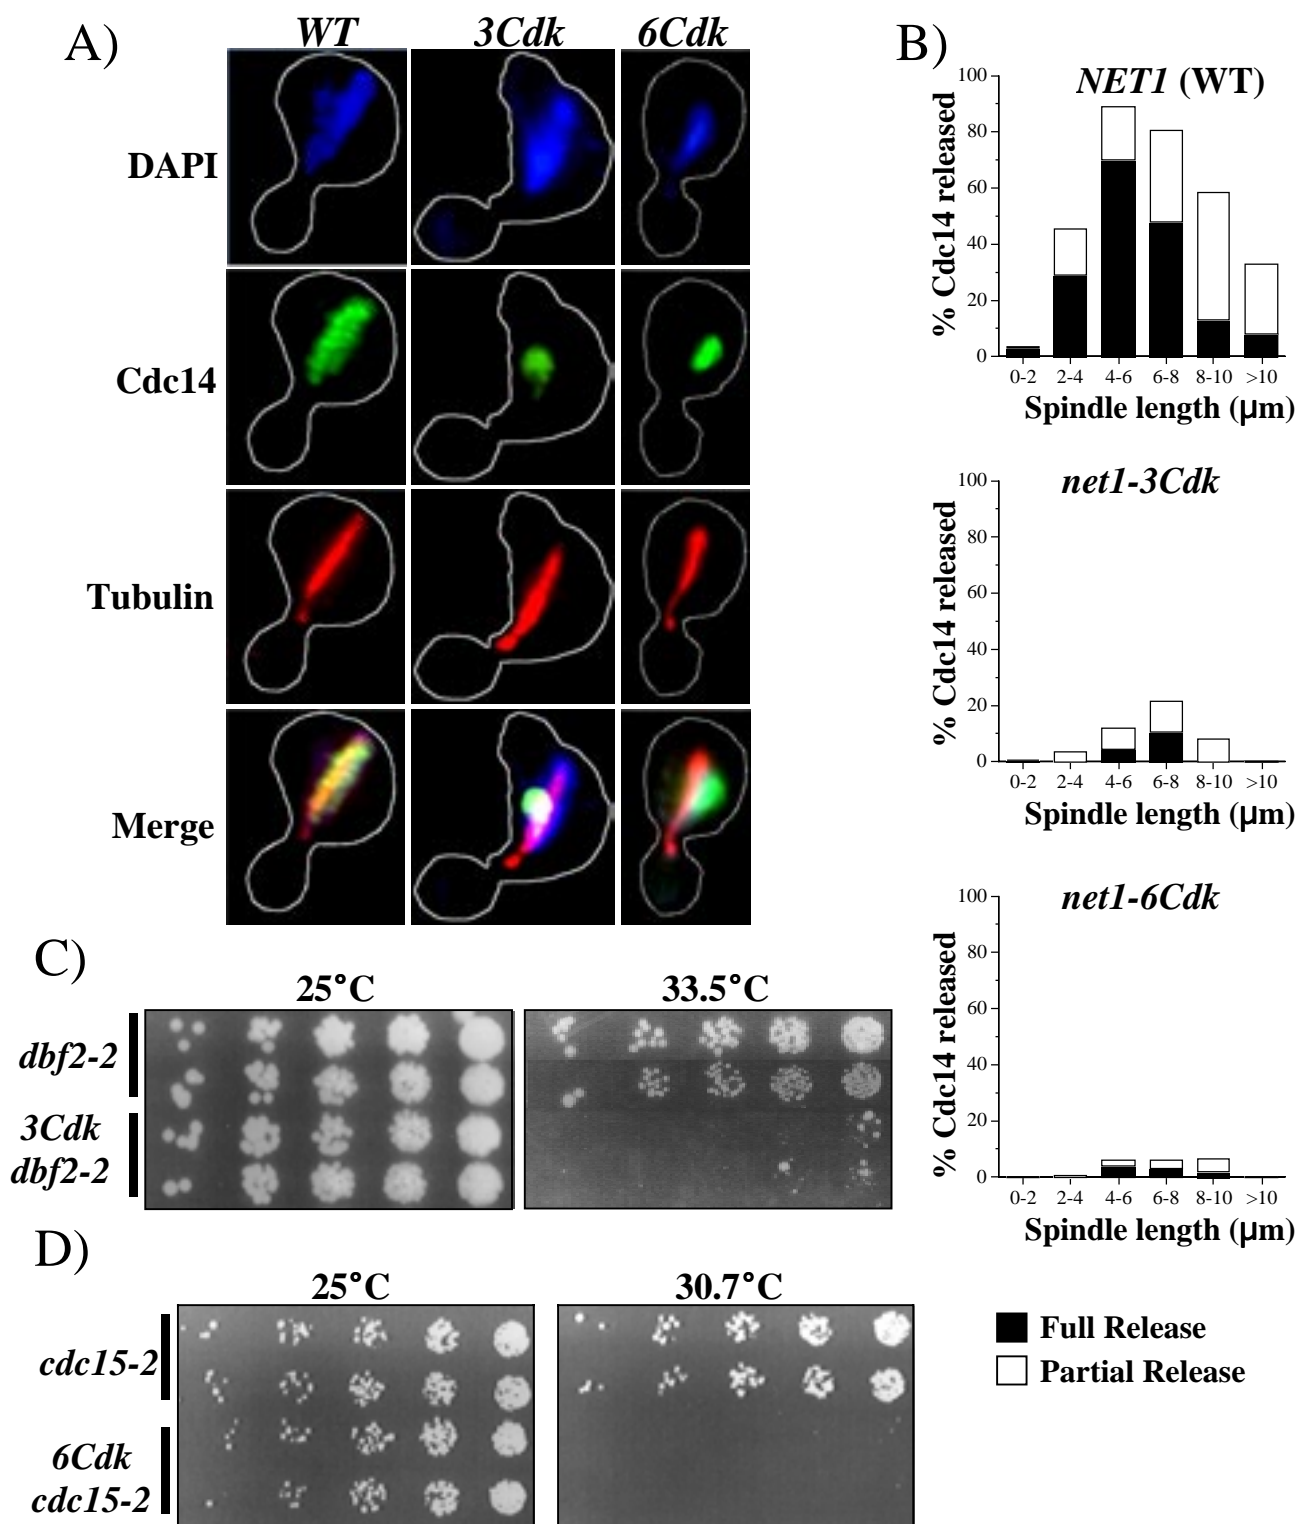 A)
WT 3Cdk 6Cdk
DAPI
Cdc14
Tubulin
Merge
B)
NET1 (WT)
100
80
60
40
20
0
% Cdc14 released
0-2 2-4 4-6 6-8 8-10 >10
Spindle length (µm)
net1-3Cdk
100
80
60
40
20
0
% Cdc14 released
0-2 2-4 4-6 6-8 8-10 >10
Spindle length (µm)
net1-6Cdk
100
80
60
40
20
0
% Cdc14 released
0-2 2-4 4-6 6-8 8-10 >10
Spindle length (µm)
Full Release
Partial Release
C)
25°C 33.5°C
dbf2-2
3Cdk
dbf2-2
D)
25°C 30.7°C
cdc15-2
6Cdk
cdc15-2